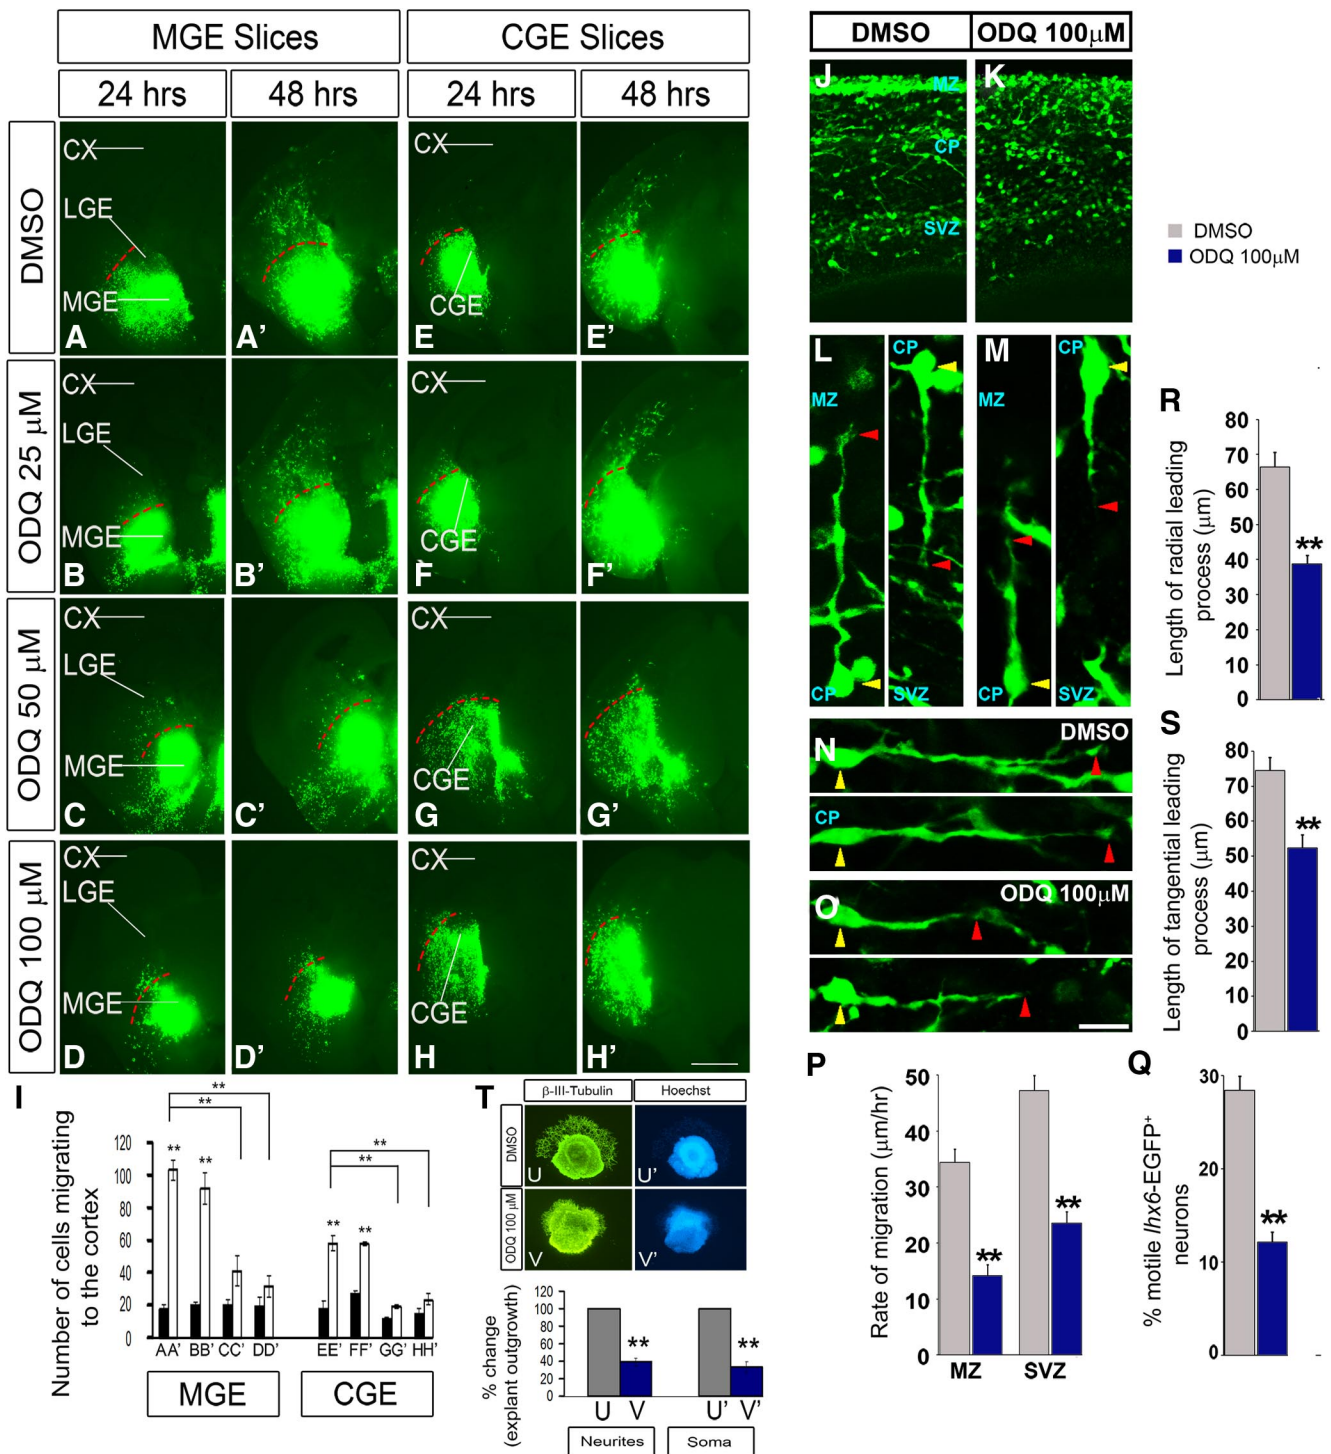 MGE Slices
CGE Slices
24 hrs
48 hrs
24 hrs
48 hrs
DMSO
CX
LGE
MGE
A
A'
CX
CGE
E
E'
ODQ 25 µM
CX
LGE
MGE
B
B'
CX
CGE
F
F'
ODQ 50 µM
CX
LGE
MGE
C
C'
CX
CGE
G
G'
ODQ 100 µM
CX
LGE
MGE
D
D'
CX
CGE
H
H'
DMSO
ODQ 100µM
J
MZ
CP
SVZ
K
DMSO
ODQ 100µM
L
MZ
CP
CP
SVZ
M
MZ
CP
CP
SVZ
N
DMSO
CP
O
ODQ 100µM
R
Length of radial leading
process (µm)
80
70
60
50
40
30
20
10
0
**
S
Length of tangential leading
process (µm)
80
70
60
50
40
30
20
10
0
**
I
Number of cells migrating
to the cortex
120
100
80
60
40
20
0
**
**
**
**
**
**
**
**
AA' BB' CC' DD'
EE' FF' GG' HH'
MGE
CGE
T
β-III-Tubulin
Hoechst
DMSO
U
U'
ODQ 100 µM
V
V'
% change
(explant outgrowth)
120
100
80
60
40
20
0
**
**
U V
U' V'
Neurites
Soma
P
Rate of migration (µm/hr)
50
40
30
20
10
0
**
**
MZ
SVZ
Q
% motile lhx6-EGFP+
neurons
30
20
10
0
**